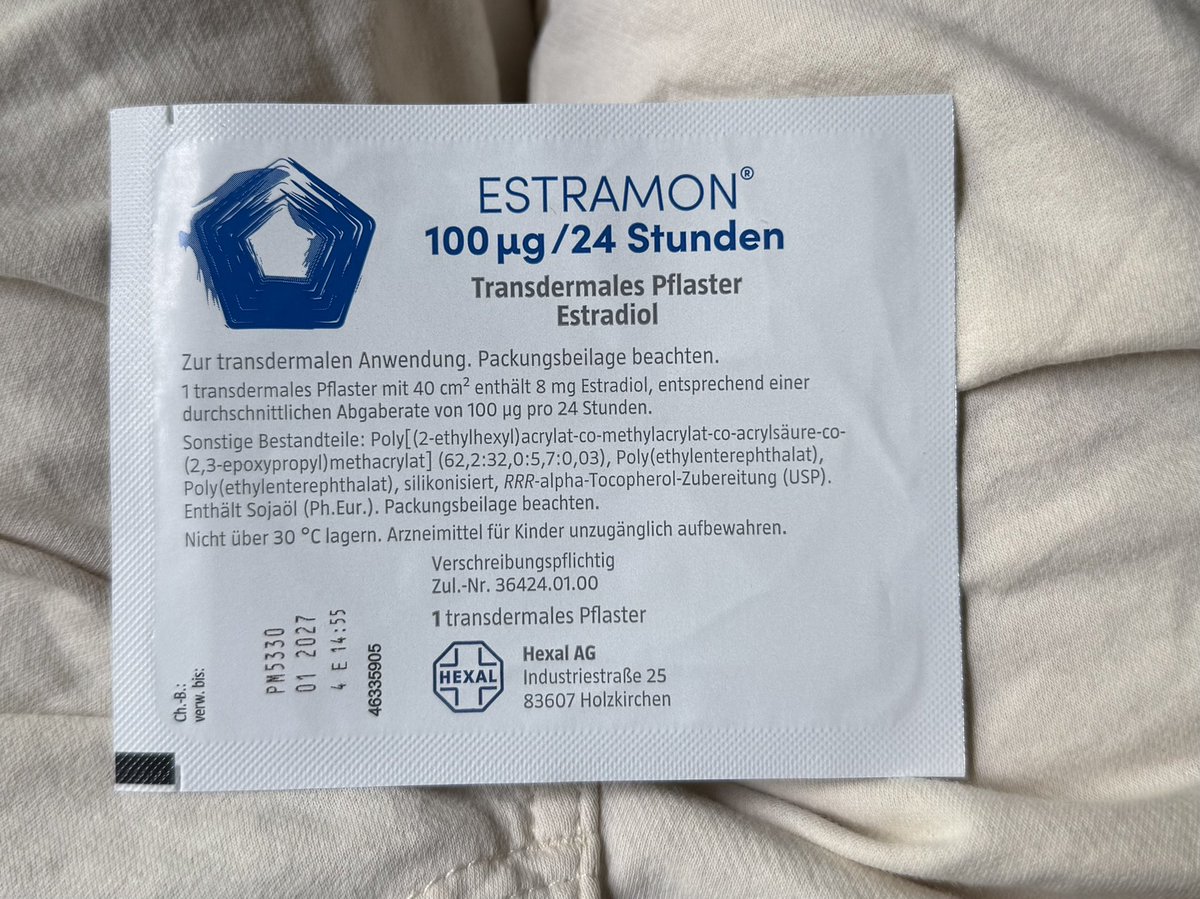 ESTRAMON®
100 µg/24 Stunden
Transdermales Pflaster
Estradiol
Zur transdermalen Anwendung. Packungsbeilage beachten.
1 transdermales Pflaster mit 40 cm² enthält 8 mg Estradiol, entsprechend einer
durchschnittlichen Abgaberate von 100 µg pro 24 Stunden.
Sonstige Bestandteile: Poly[(2-ethylhexyl)acrylat-co-methylacrylat-co-acrylsäure-co-
(2,3-epoxypropyl)methacrylat] (62,2:32,0:5,7:0,03), Poly(ethylenterephthalat),
Poly(ethylenterephthalat), silikonisiert, RRR-alpha-Tocopherol-Zubereitung (USP).
Enthält Sojaöl (Ph.Eur.). Packungsbeilage beachten.
Nicht über 30 °C lagern. Arzneimittel für Kinder unzugänglich aufbewahren.
Verschreibungspflichtig
Zul.-Nr. 36424.01.00
1 transdermales Pflaster
HEXAL
Hexal AG
Industriestraße 25
83607 Holzkirchen
Ch.-B.:
verw. bis:
PM5330
01 2027
4 E 14:55
46335905